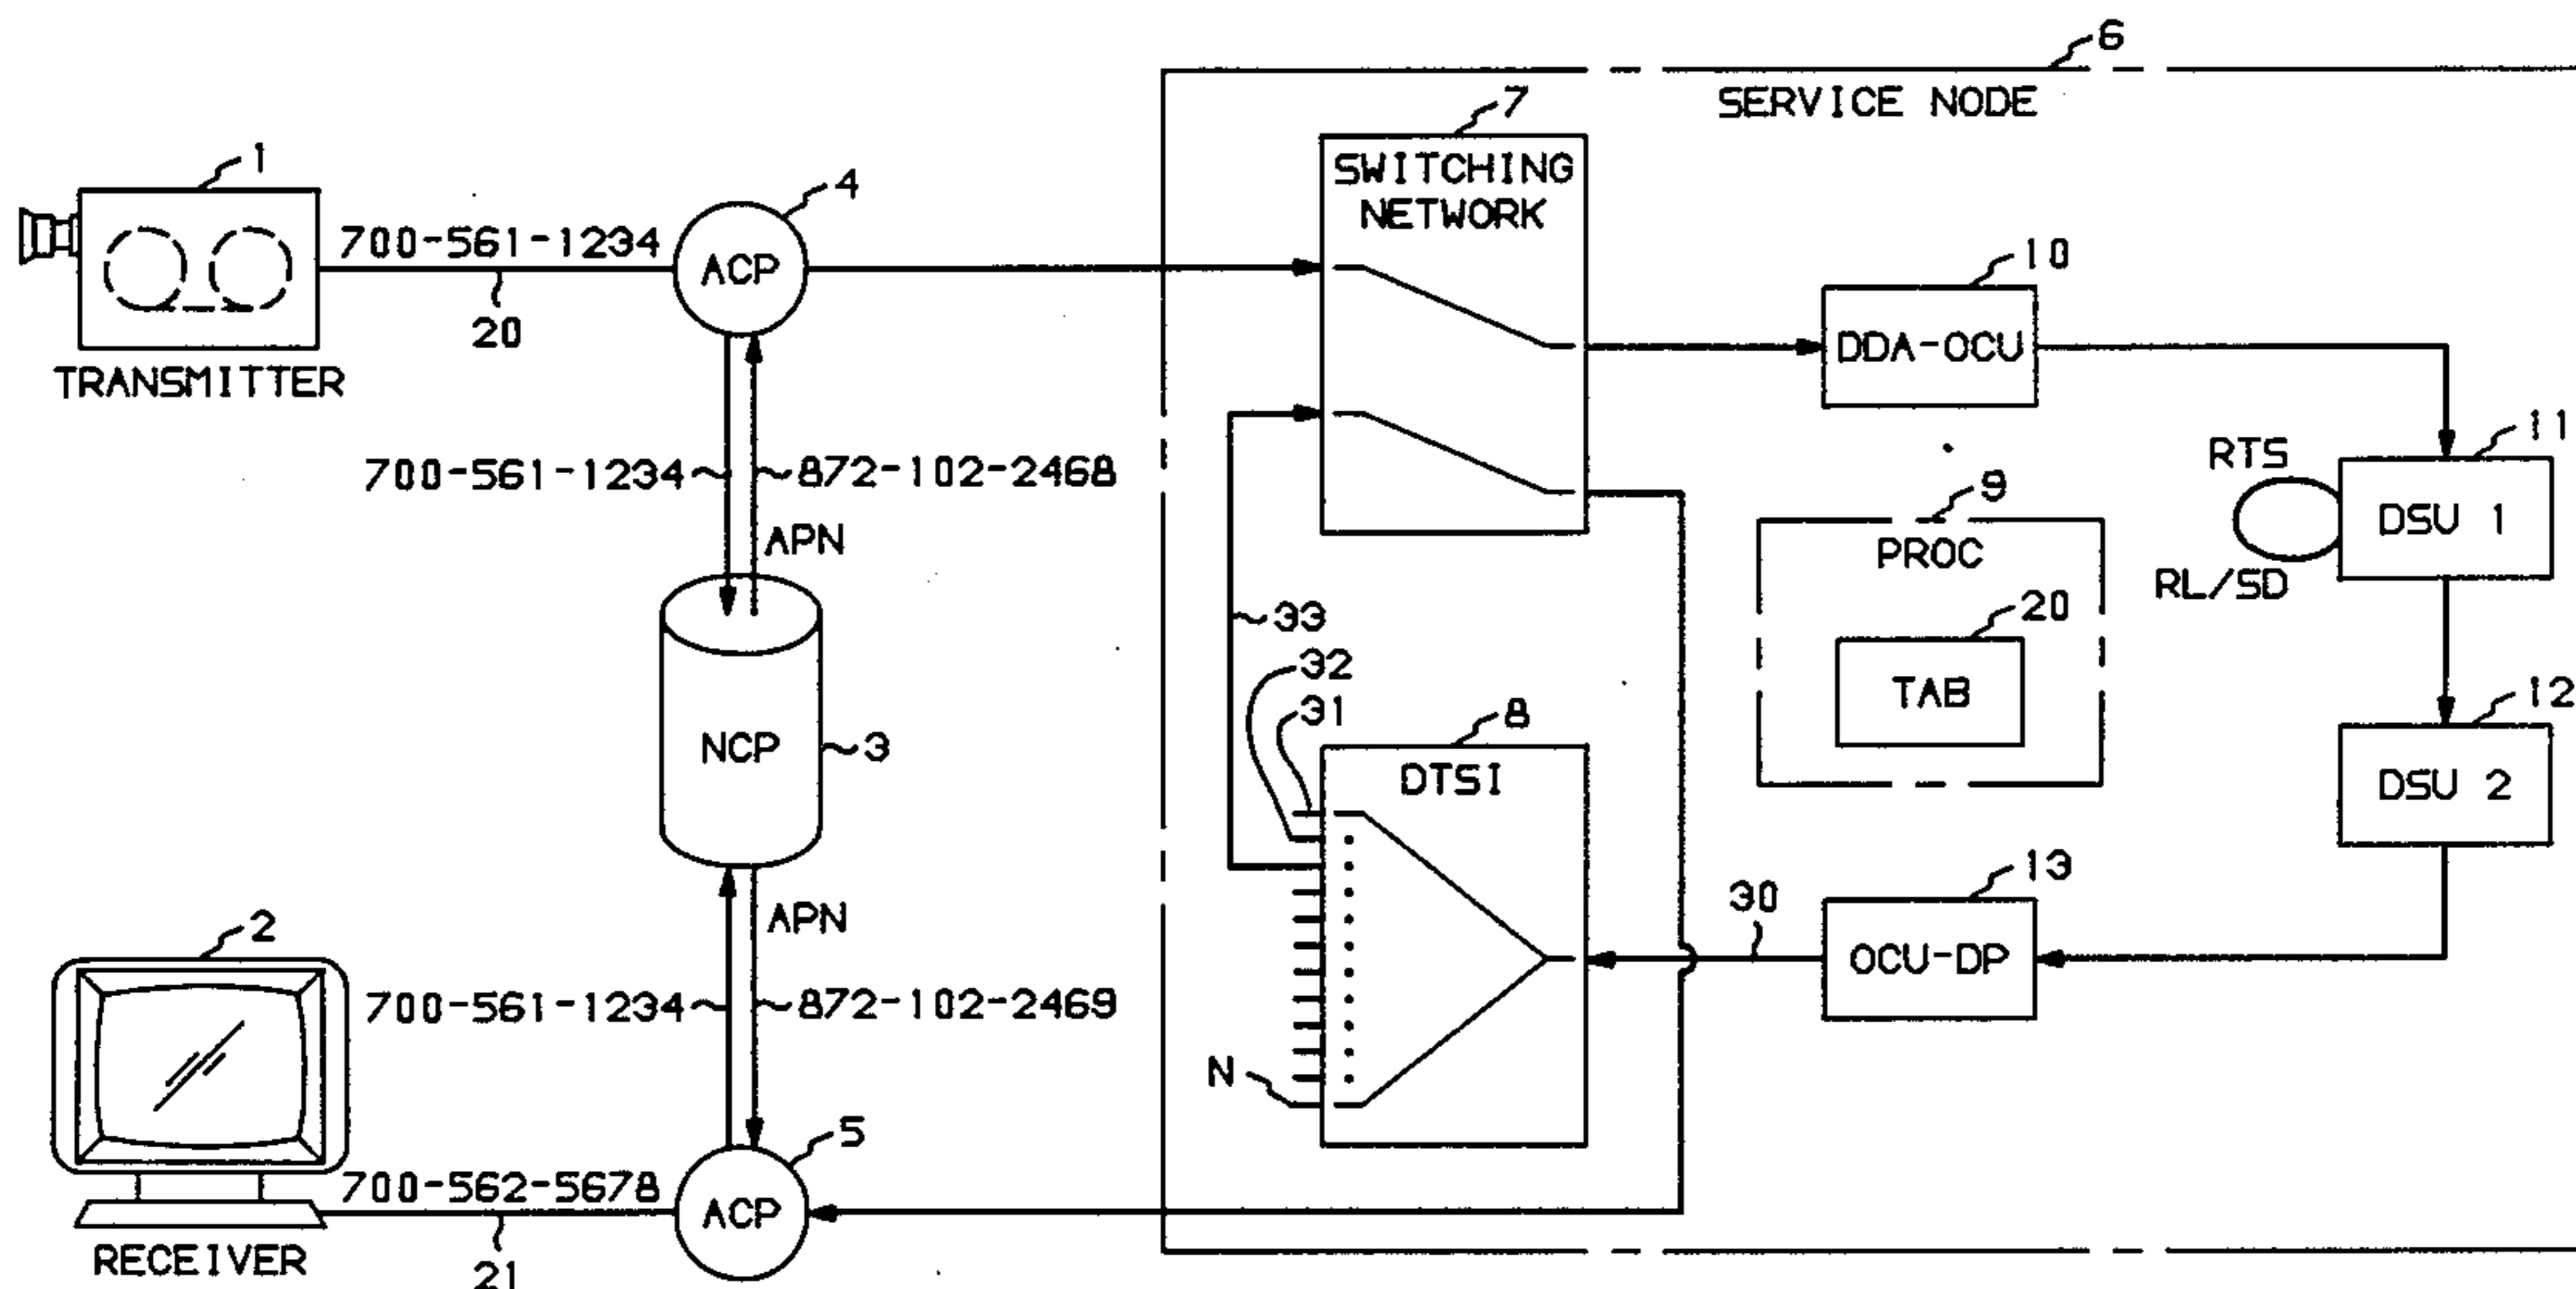 6
SERVICE NODE
7
1
4
SWITCHING
NETWORK
700-561-1234
ACP
10
20
DDA-OCU
TRANSMITTER
11
RTS
700-561-1234
872-102-2468
9
DSU 1
APN
PROC
RL/SD
33
20
32
TAB
31
8
12
NCP
3
DTSI
DSU 2
13
30
APN
2
OCU-DP
700-561-1234
872-102-2469
N
5
700-562-5678
ACP
RECEIVER
21